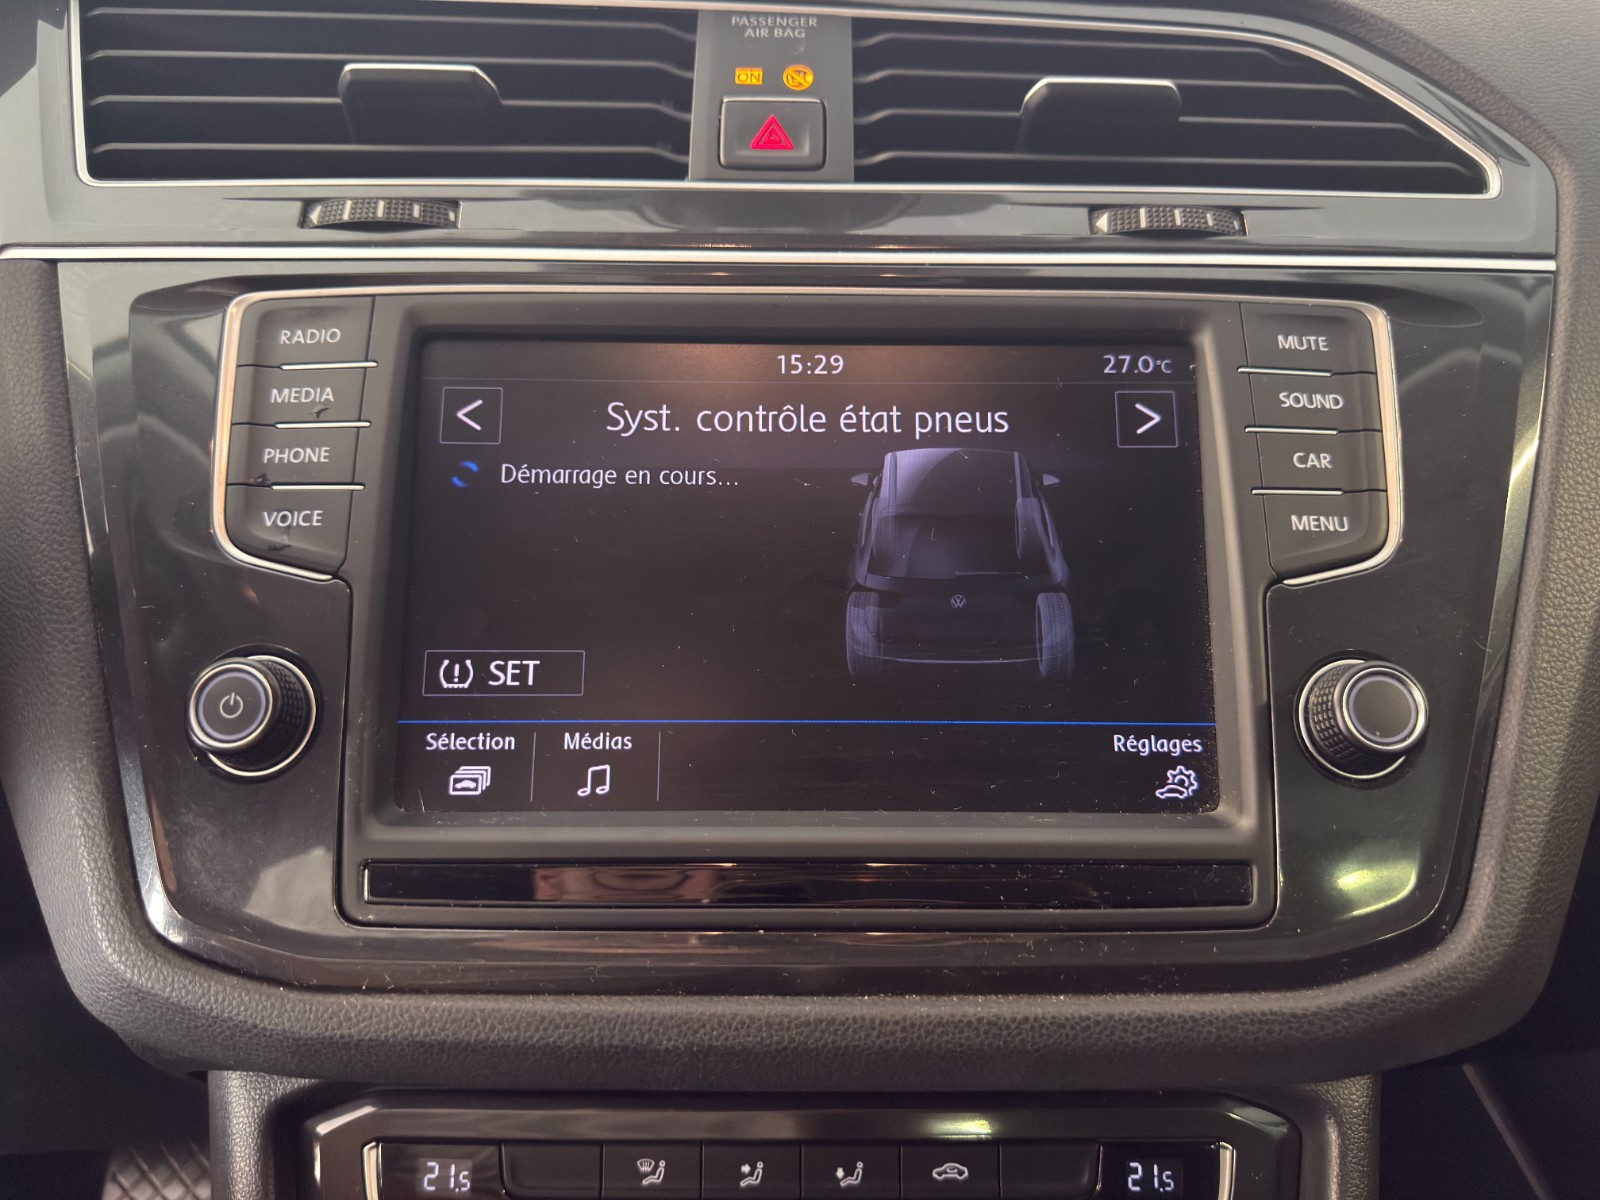 PASSENGER
AIR BAG
ON
RADIO
MEDIA
PHONE
VOICE
MUTE
SOUND
CAR
MENU
15:29
27.0°C
<
Syst. contrôle état pneus
>
Démarrage en cours...
SET
Sélection
Médias
Réglages
21.5
21.5